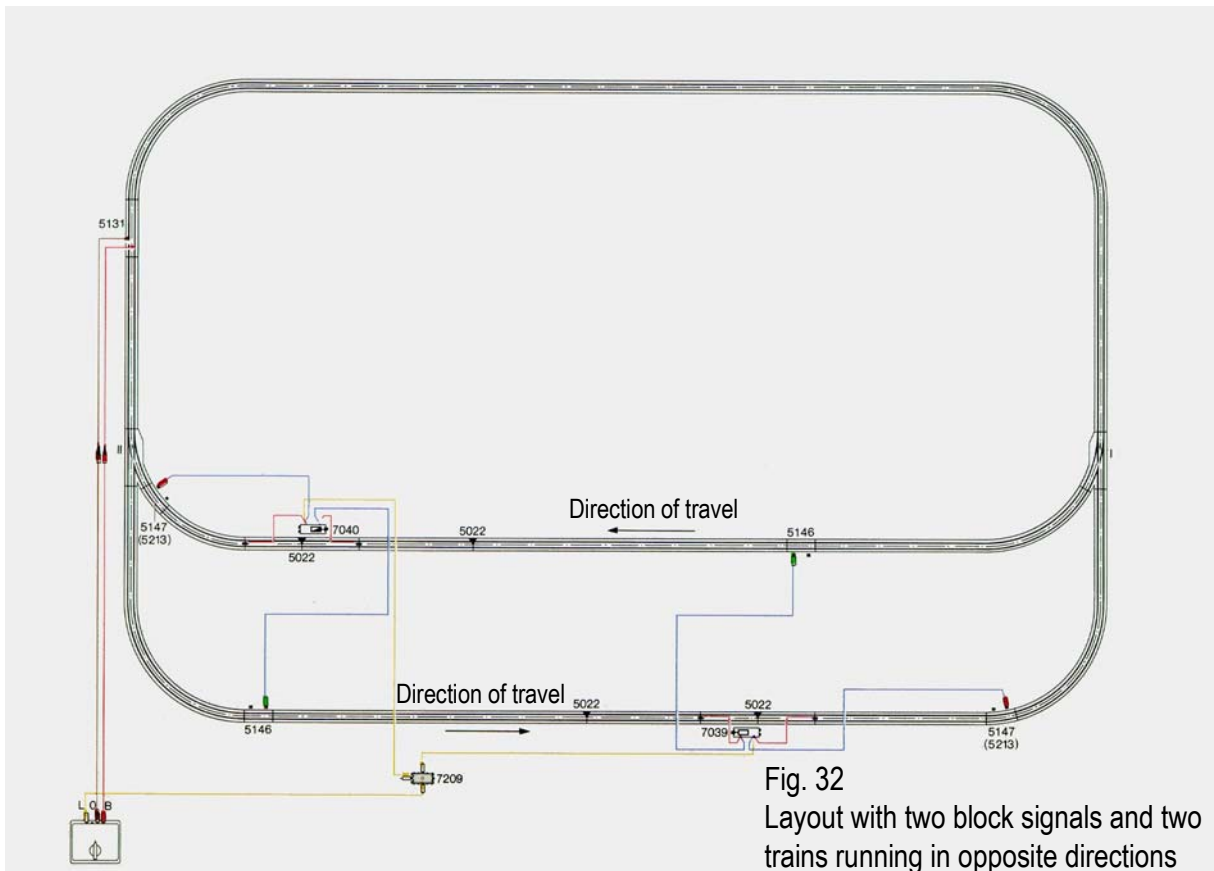 5131
II
I
5147
(5213)
7040
5022
5022
Direction of travel
5146
Direction of travel
5022
5022
5146
7039
5147
(5213)
7209
L 0 B
Fig. 32
Layout with two block signals and two
trains running in opposite directions